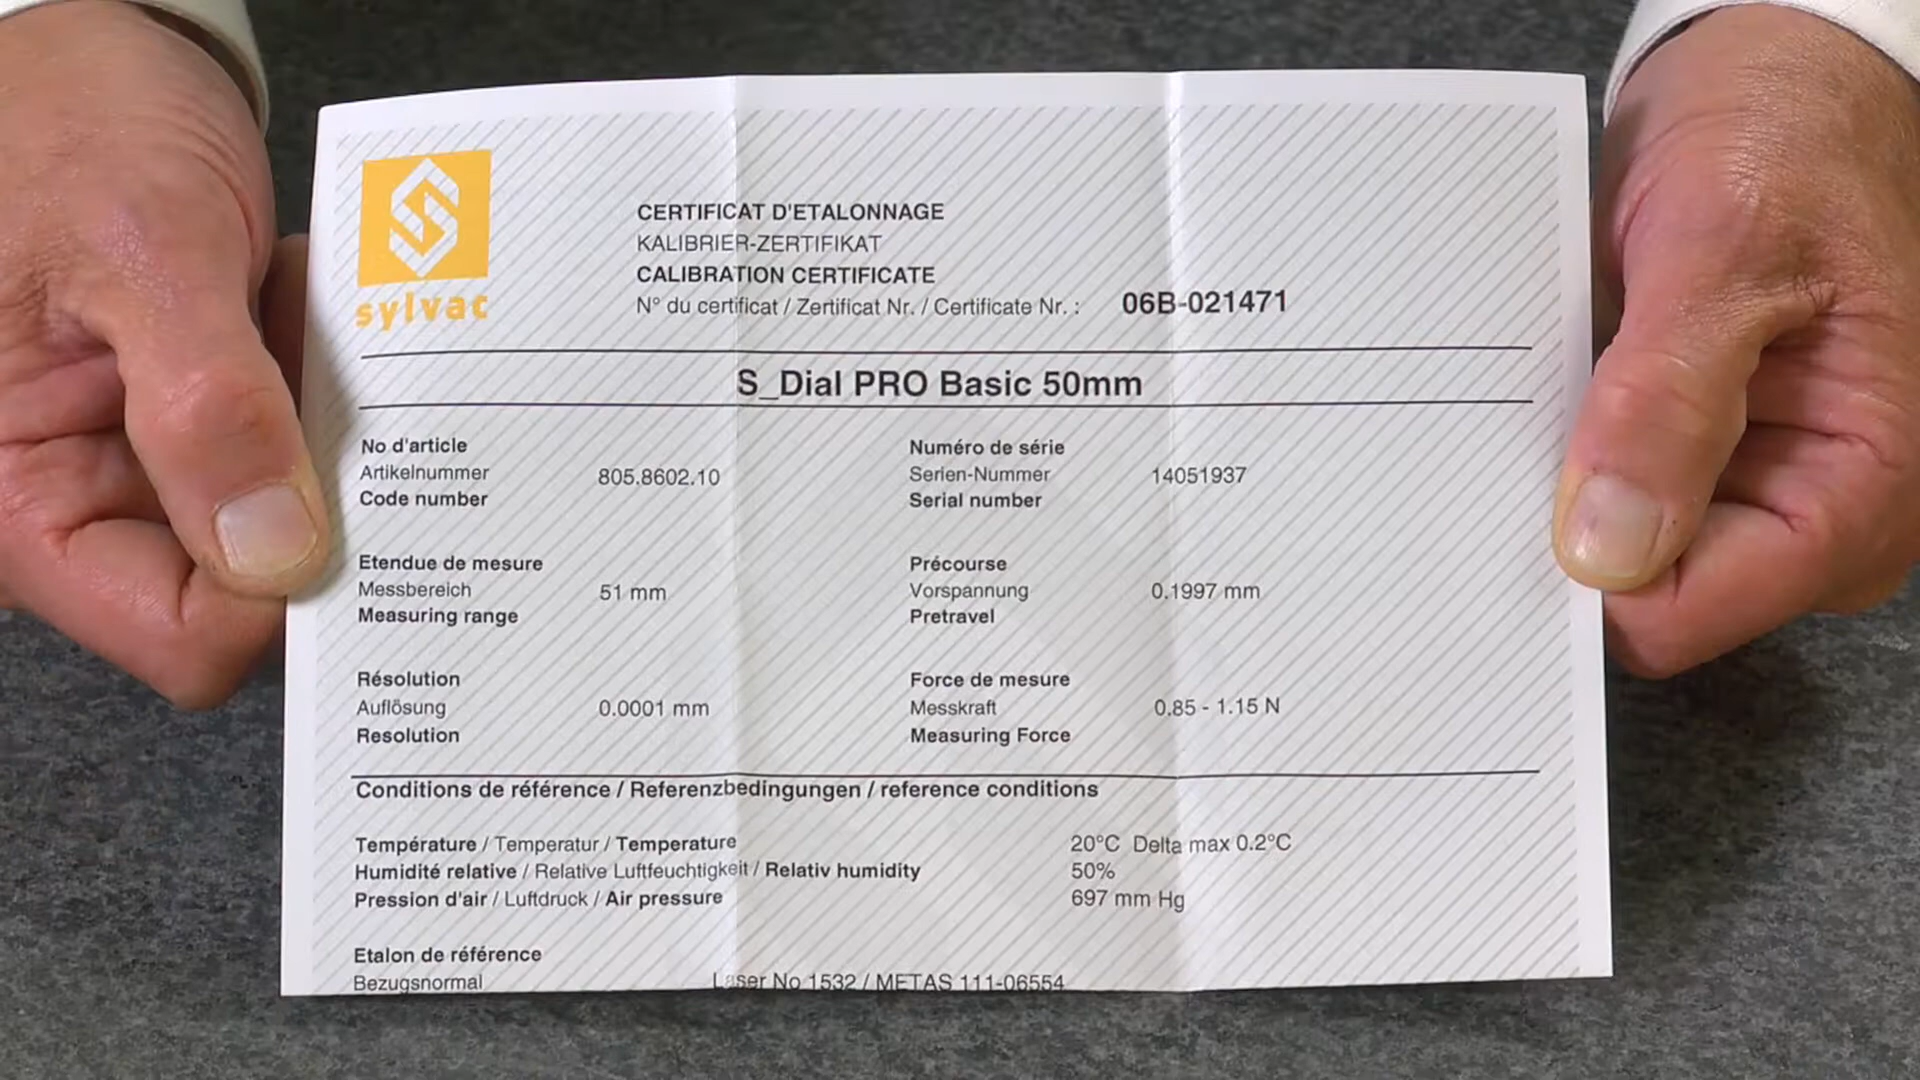 sylvac
CERTIFICAT D'ETALONNAGE
KALIBRIER-ZERTIFIKAT
CALIBRATION CERTIFICATE
N° du certificat / Zertificat Nr. / Certificate Nr. : 06B-021471
S_Dial PRO Basic 50mm
No d'article
Artikelnummer 805.8602.10
Code number
Numéro de série
Serien-Nummer 14051937
Serial number
Etendue de mesure
Messbereich 51 mm
Measuring range
Précourse
Vorspannung 0.1997 mm
Pretravel
Résolution
Auflösung 0.0001 mm
Resolution
Force de mesure
Messkraft 0.85 - 1.15 N
Measuring Force
Conditions de référence / Referenzbedingungen / reference conditions
Température / Temperatur / Temperature 20°C Delta max 0.2°C
Humidité relative / Relative Luftfeuchtigkeit / Relativ humidity 50%
Pression d'air / Luftdruck / Air pressure 697 mm Hg
Etalon de référence
Bezugsnormal Laser No 1532 / METAS 111-06554